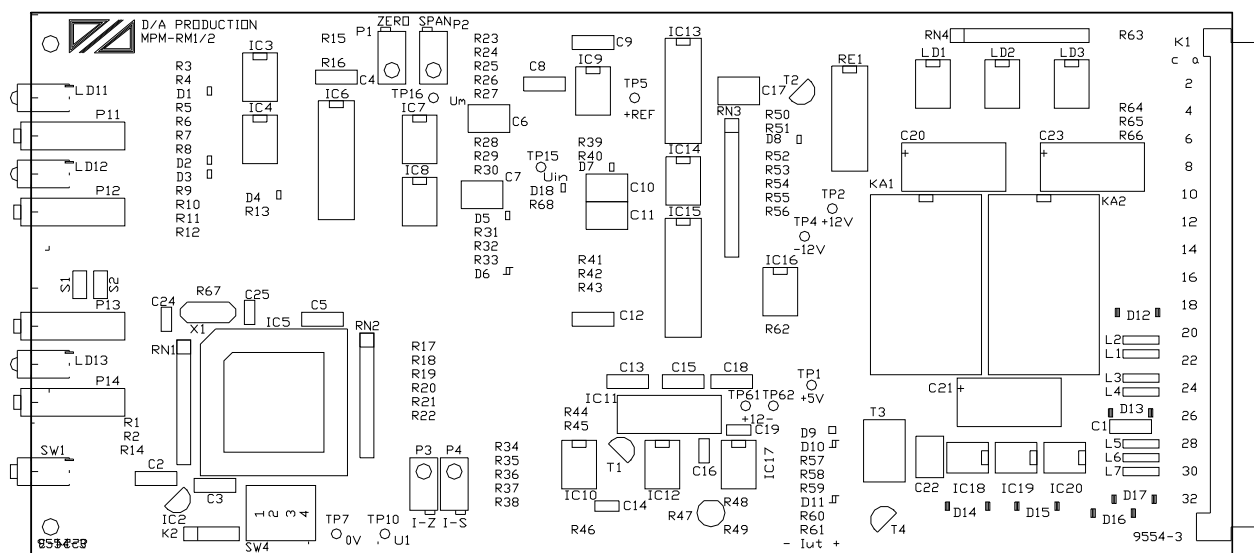 D/A PRODUCTION
MPM-RM1/2
ZERO SPAN
P1 P2
IC3
R15
R16
C4
R3
R4
D1
R5
R6
R7
R8
D2
D3
R9
R10
R11
R12
IC4
D4
R13
IC6
TP16
Um
IC7
IC8
R23
R24
R25
R26
R27
C6
R28
R29
R30
C7
D5
R31
R32
R33
D6
C9
C8
IC9
TP5
+REF
TP15
Uin
D18
R68
R39
R40
D7
C10
C11
R41
R42
R43
C12
IC13
IC14
IC15
C17
RN3
T2
R50
R51
D8
R52
R53
R54
R55
R56
TP2
+12V
TP4
-12V
IC16
R62
RE1
RN4
R63
LD1
LD2
LD3
R64
R65
R66
C20
C23
KA1
KA2
K1
c a
2
4
6
8
10
12
14
16
18
20
22
24
26
28
30
32
LD11
P11
LD12
P12
S1
S2
P13
LD13
P14
SW1
C24
R67
X1
C25
C5
IC5
RN1
RN2
R1
R2
R14
C2
C3
IC2
K2
SW4
1 2 3 4
R17
R18
R19
R20
R21
R22
P3
P4
I-Z
I-S
TP7
0V
TP10
U1
R34
R35
R36
R37
R38
C13
C15
C18
IC11
R44
R45
TP61
TP62
+12-
C19
TP1
+5V
T1
IC10
IC12
C16
IC17
C14
R46
R47
R48
R49
D9
D10
R57
R58
R59
D11
R60
R61
- Iut +
T3
T4
C21
C22
IC18
IC19
IC20
D12
L2
L1
L3
L4
D13
C1
L5
L6
L7
D17
D14
D15
D16
9554-3